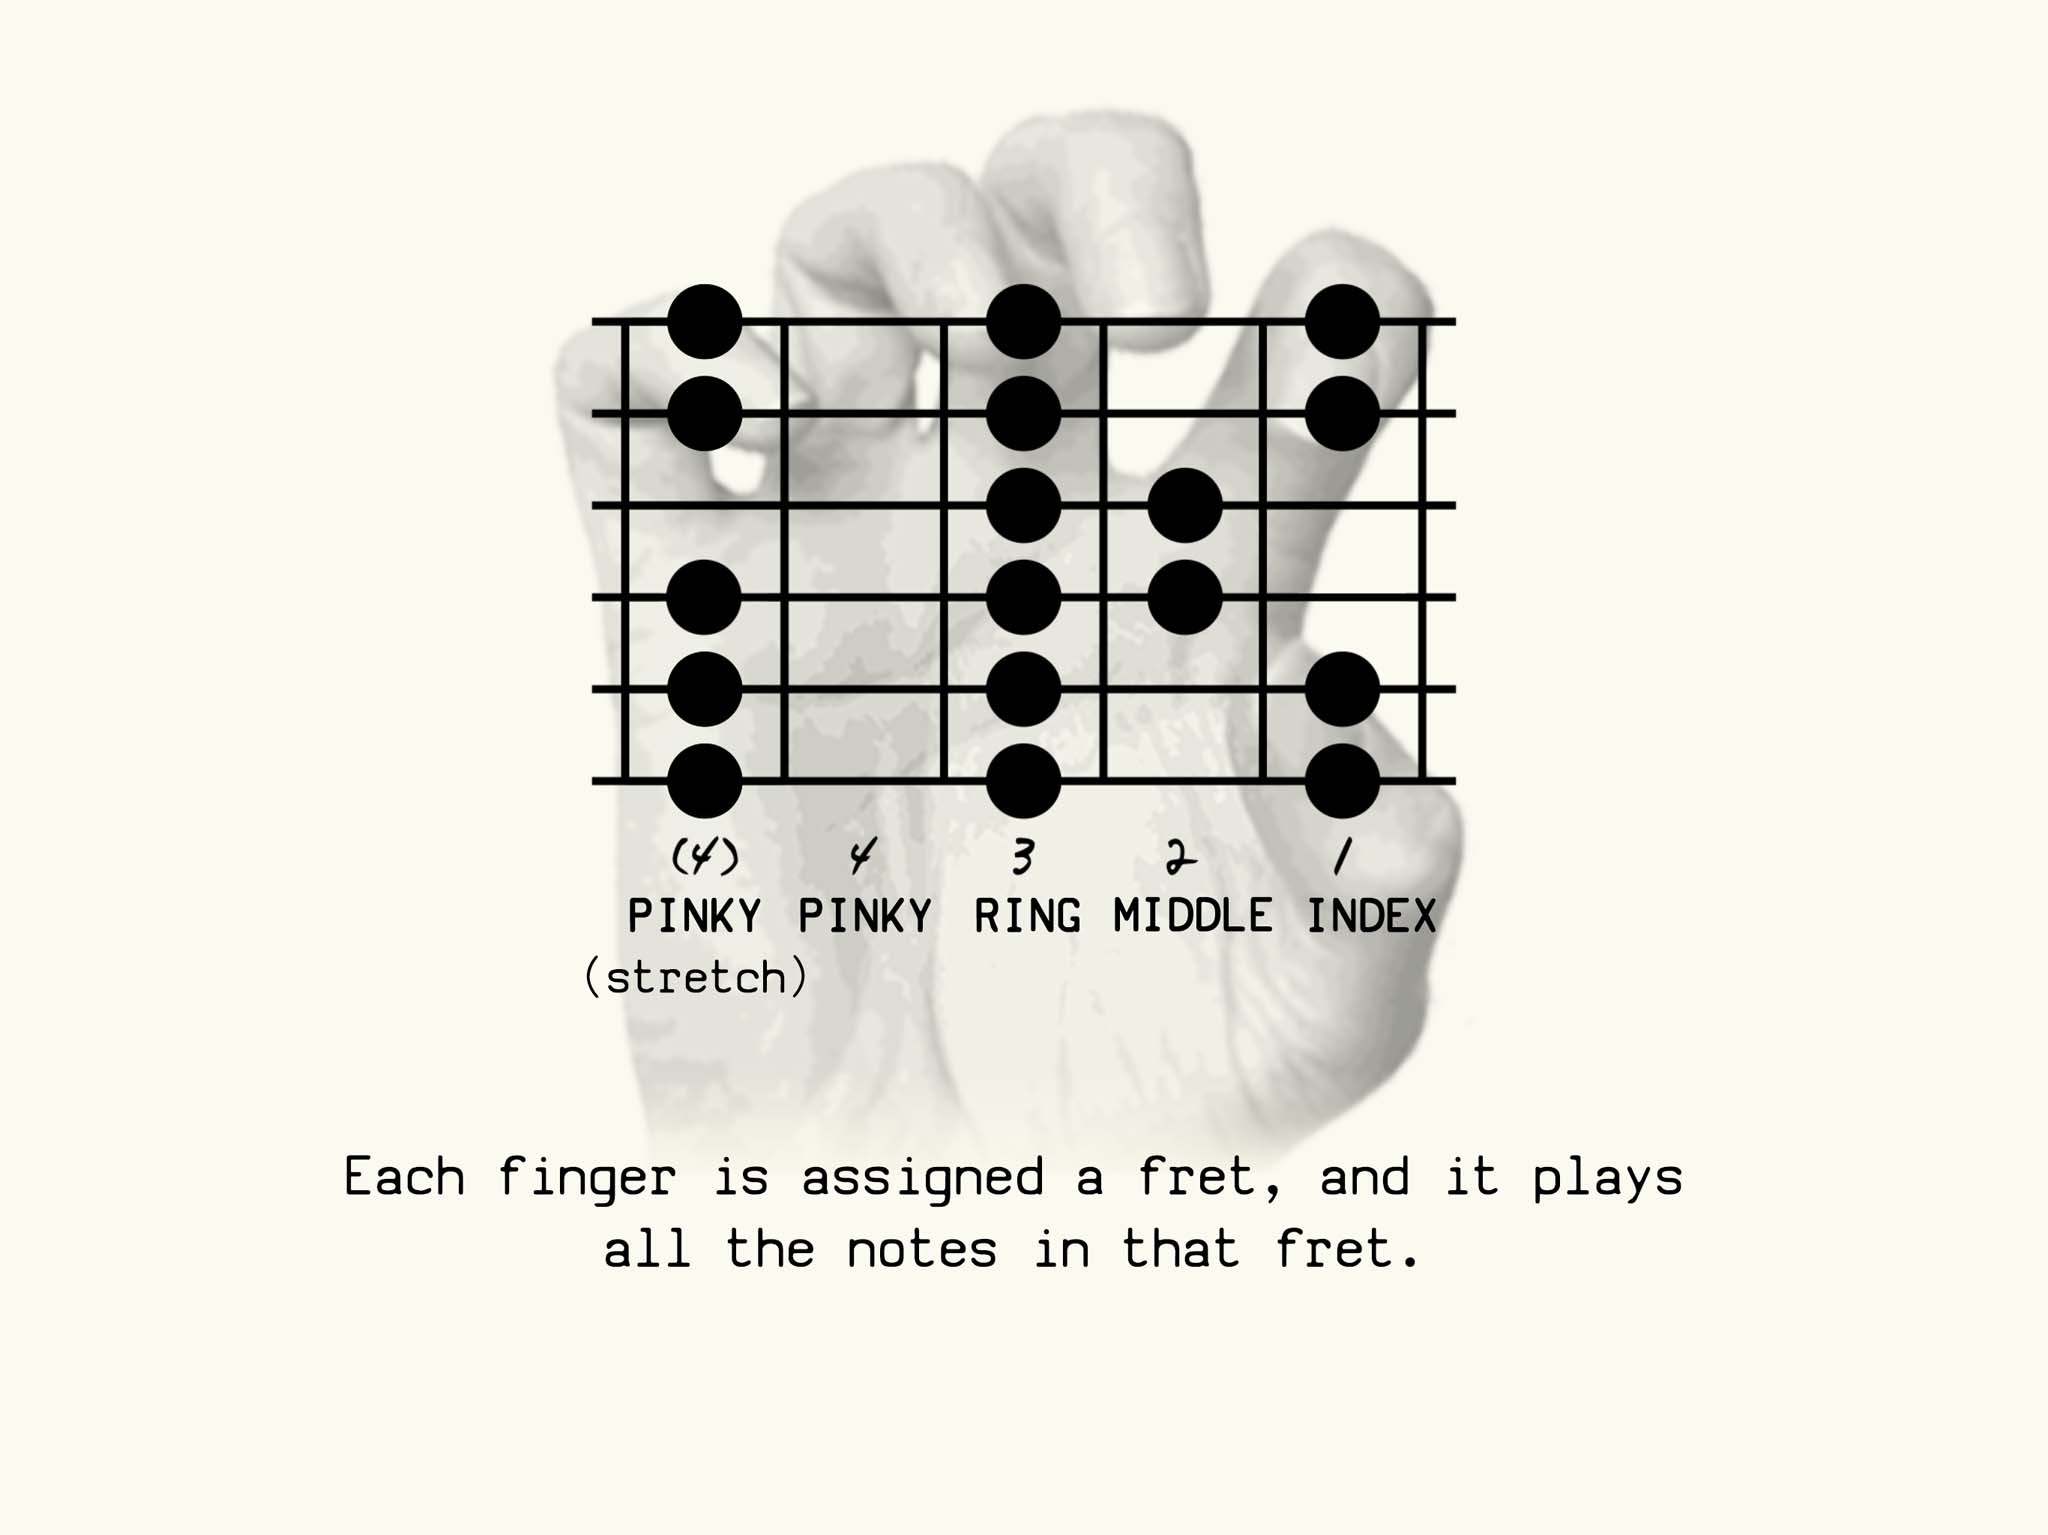 (4) 4 3 2 1
PINKY PINKY RING MIDDLE INDEX
(stretch)
Each finger is assigned a fret, and it plays
all the notes in that fret.